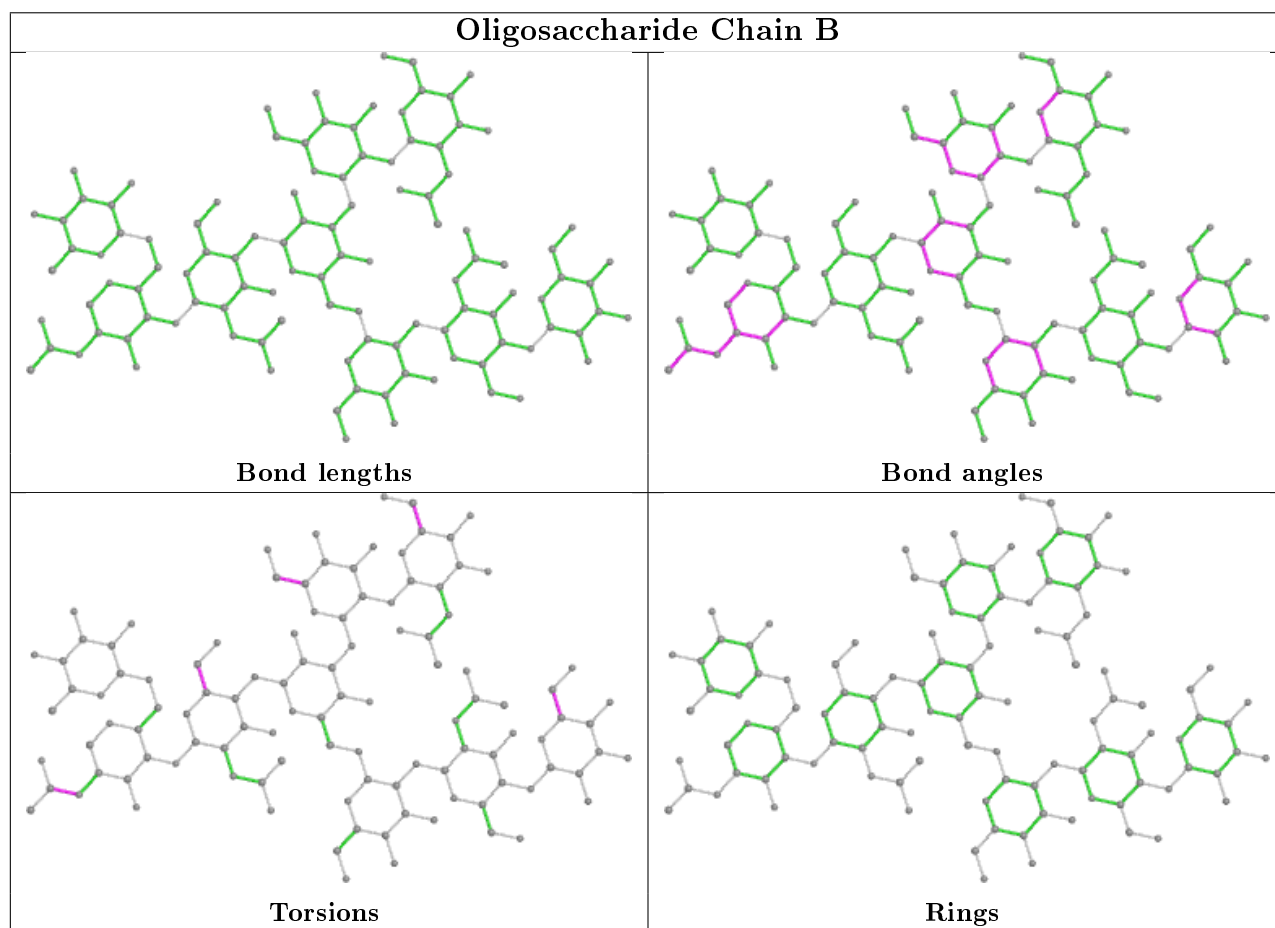 Oligosaccharide Chain B
Bond lengths
Bond angles
Torsions
Rings